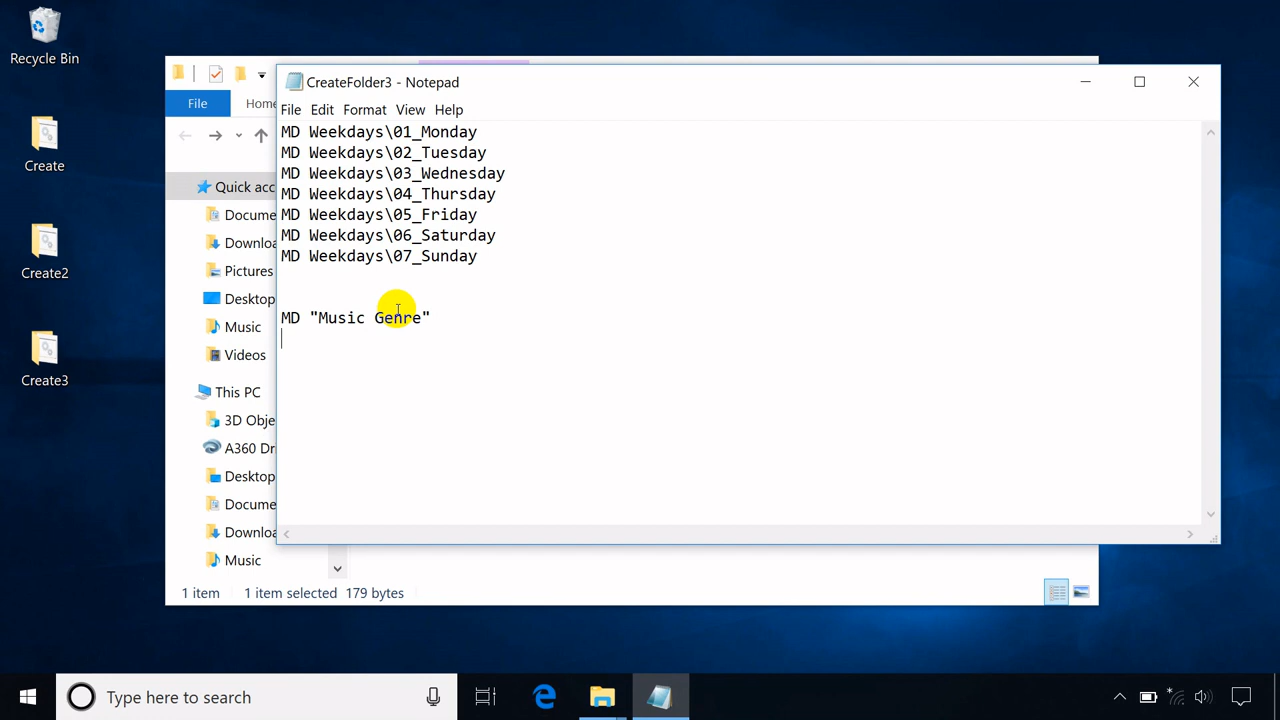 Recycle Bin
Create
Create2
Create3
File
Home
CreateFolder3 - Notepad
File Edit Format View Help
MD Weekdays\01_Monday
MD Weekdays\02_Tuesday
MD Weekdays\03_Wednesday
MD Weekdays\04_Thursday
MD Weekdays\05_Friday
MD Weekdays\06_Saturday
MD Weekdays\07_Sunday
MD "Music Genre"
Quick acc
Docume
Downloa
Pictures
Desktop
Music
Videos
This PC
3D Obje
A360 Dr
Desktop
Docume
Downloa
Music
1 item 1 item selected 179 bytes
Type here to search